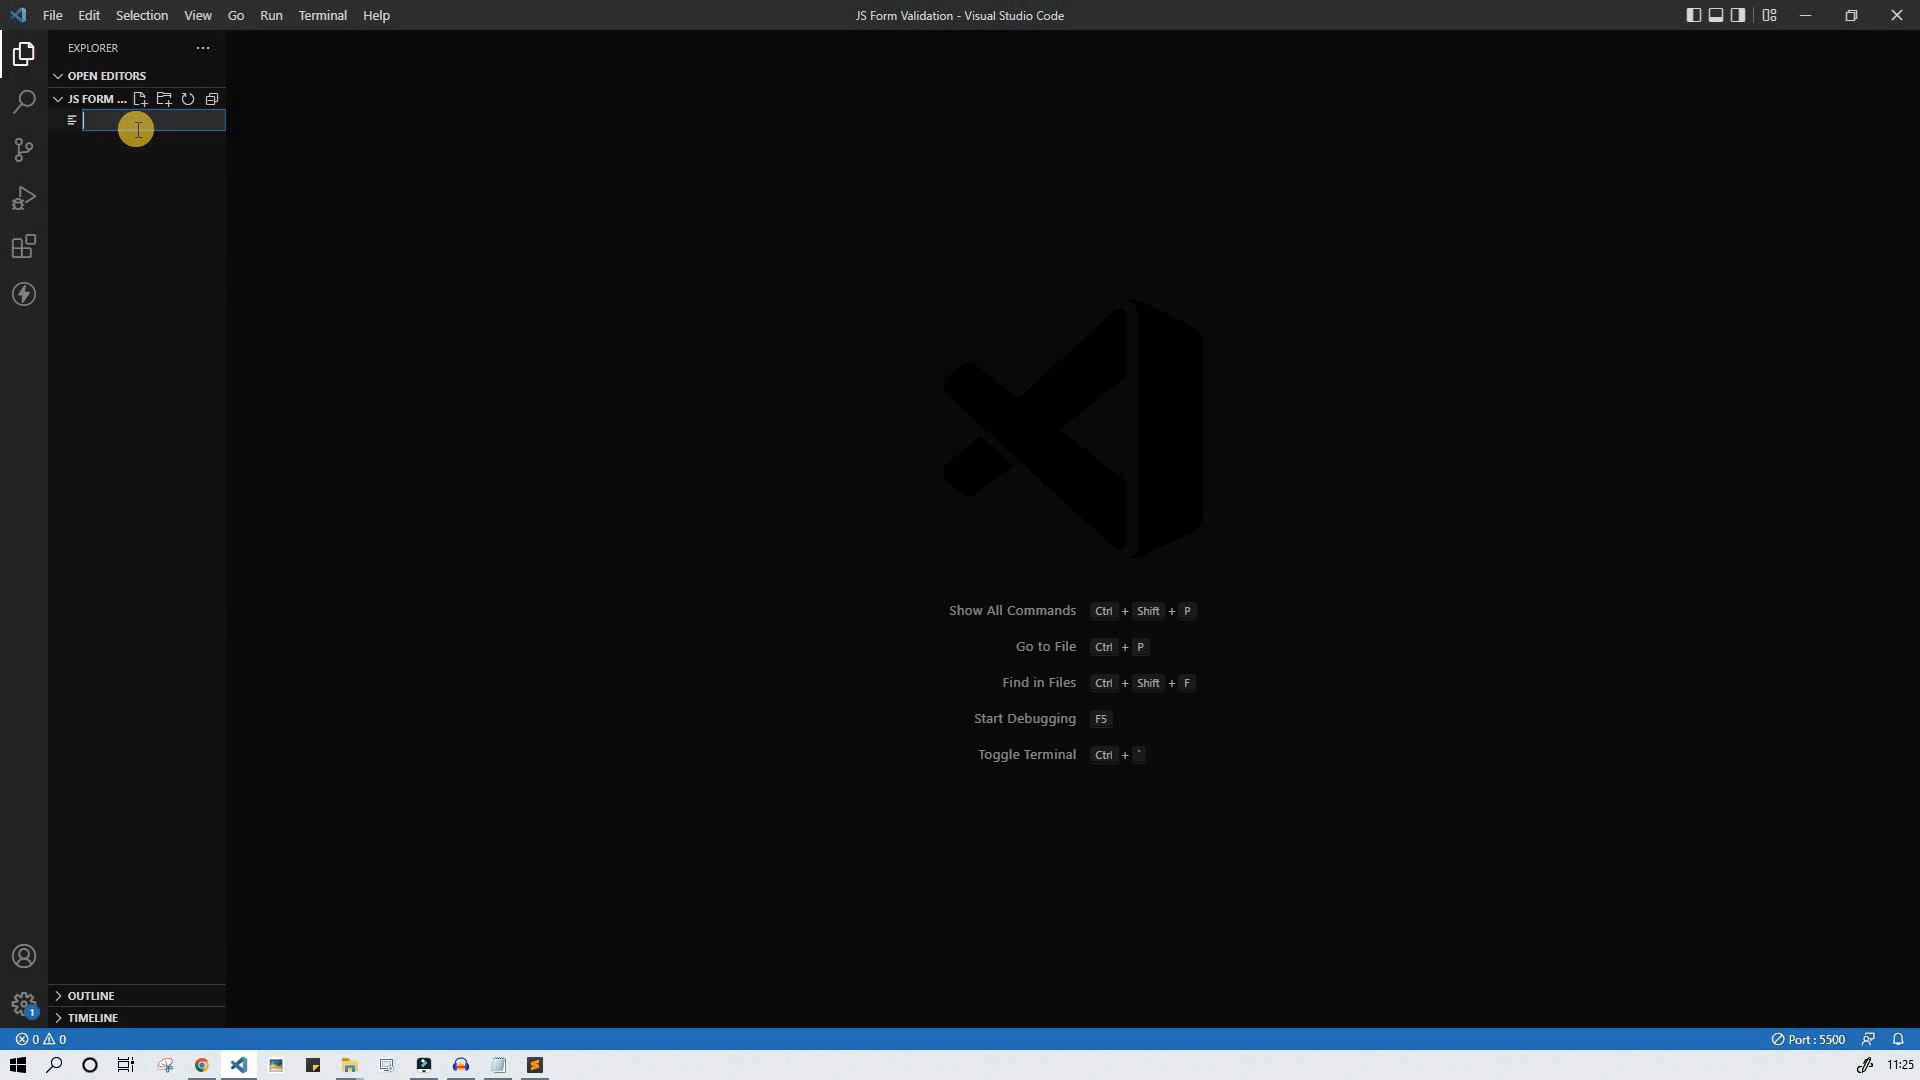 File Edit Selection View Go Run Terminal Help
JS Form Validation - Visual Studio Code
EXPLORER
OPEN EDITORS
JS FORM ...
Show All Commands Ctrl + Shift + P
Go to File Ctrl + P
Find in Files Ctrl + Shift + F
Start Debugging F5
Toggle Terminal Ctrl + `
1
OUTLINE
TIMELINE
0 0
Port : 5500
11:25